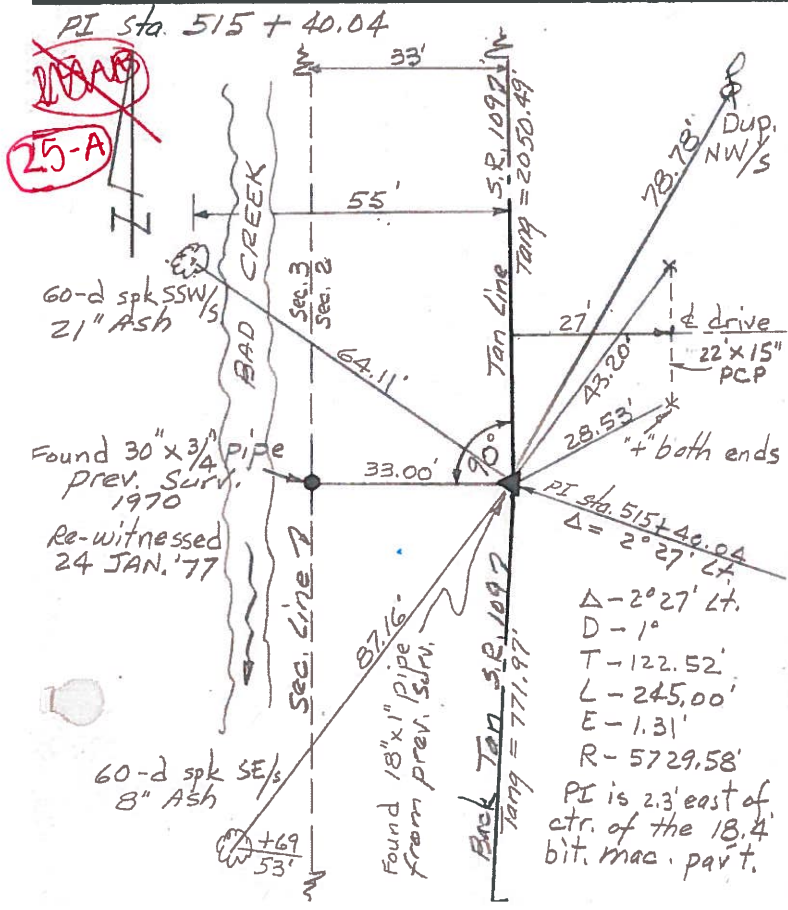 PI sta. 515 + 40.04
25-A
33'
S.R. 1097
Tang = 2050.49'
Dup.
NW/S
78.78'
55'
BAD CREEK
Sec. 3
Sec. 2
Tan Line
60-d spk SSW/S
21" Ash
64.11'
27'
℄ drive
22' x 15"
PCP
43.20'
28.53'
"+" both ends
Found 30" x 3/4" pipe
Prev. Surv.
1970
Re-witnessed
24 JAN. '77
33.00'
90°
PI sta. 515+40.04
Δ = 2°27' Lt.
Sec. Line
87.16'
Found 18"x1" pipe
from prev. surv.
Back Tan S.R. 1097
Tang = 771.97'
Δ - 2°27' Lt.
D - 1°
T - 122.52'
L - 245.00'
E - 1.31'
R - 5729.58'
PI is 2.3' east of
ctr. of the 18.4'
bit. mac. pav't.
60-d spk SE/S
8" Ash
+69
53'